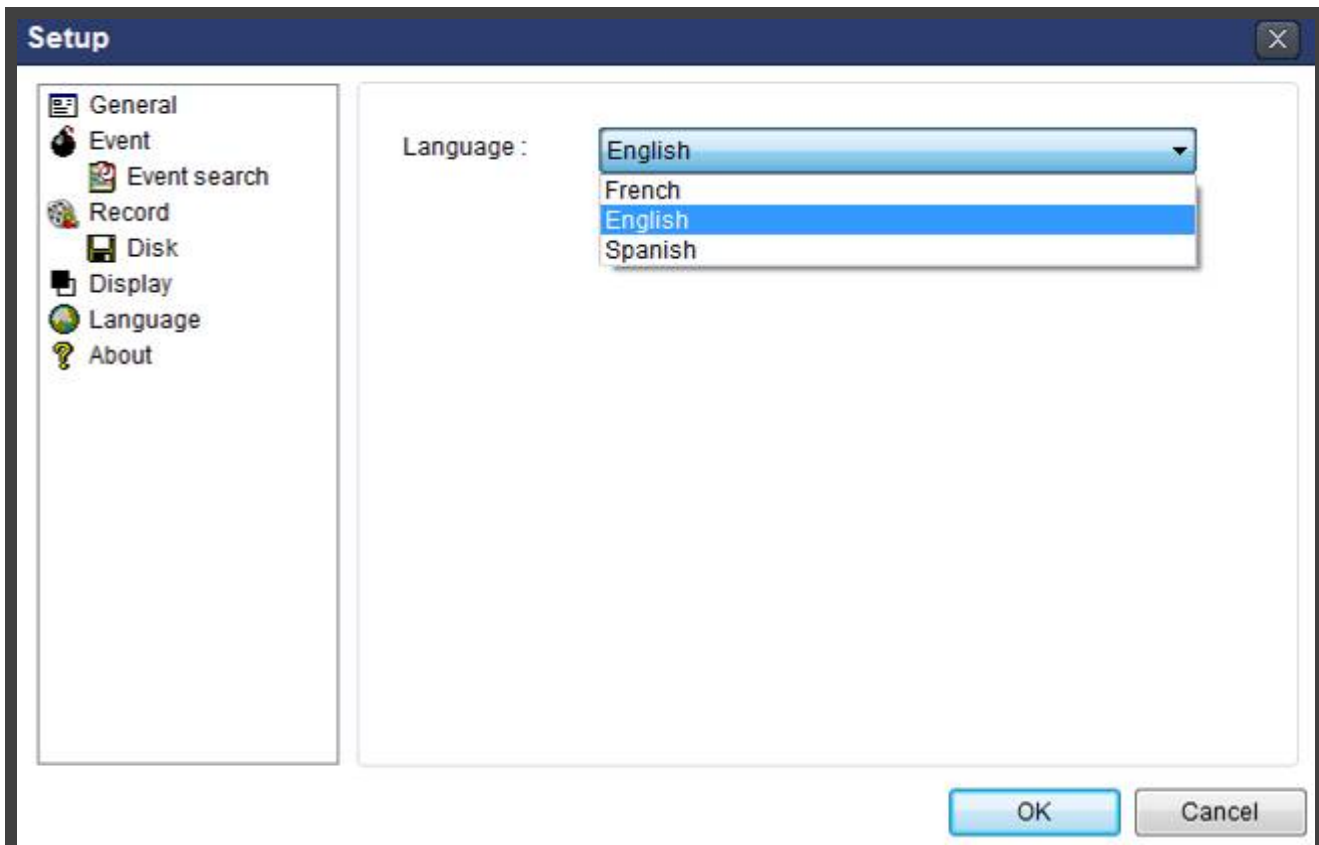 Setup
General
Event
Event search
Record
Disk
Display
Language
About
Language :
English
French
English
Spanish
OK
Cancel